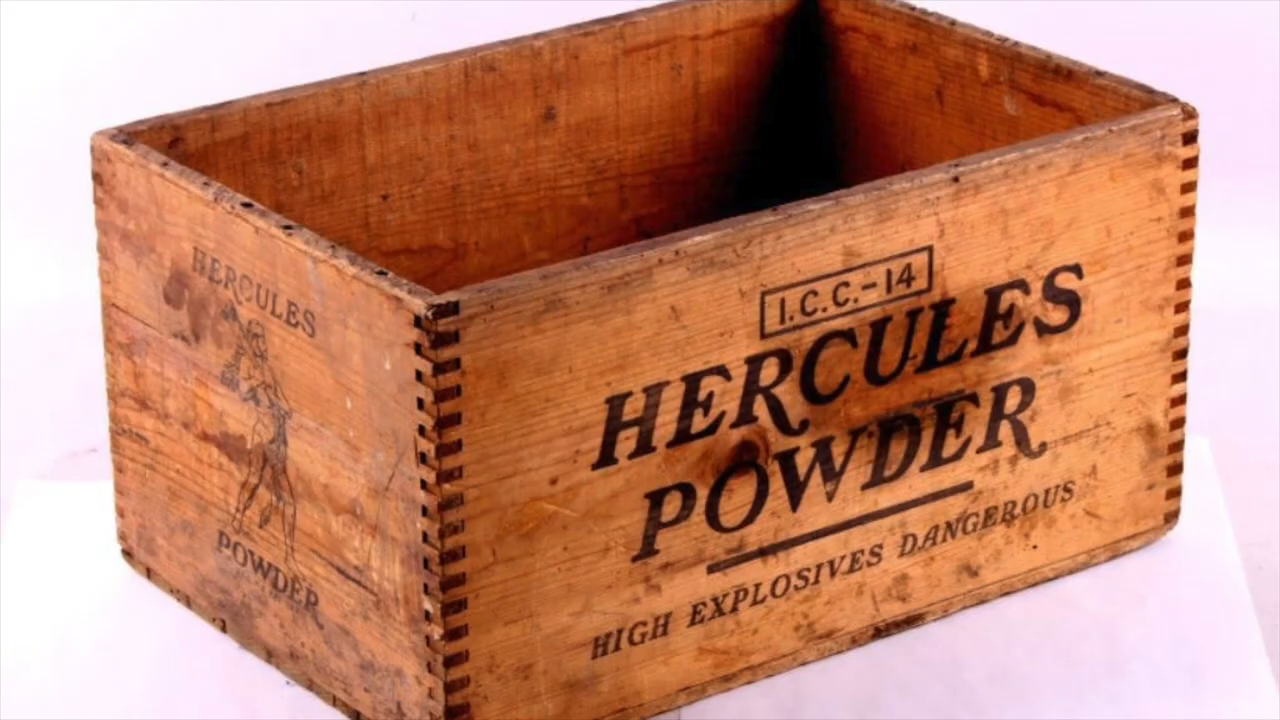 HERCULES
POWDER
I.C.C.-14
HERCULES
POWDER
HIGH EXPLOSIVES DANGEROUS